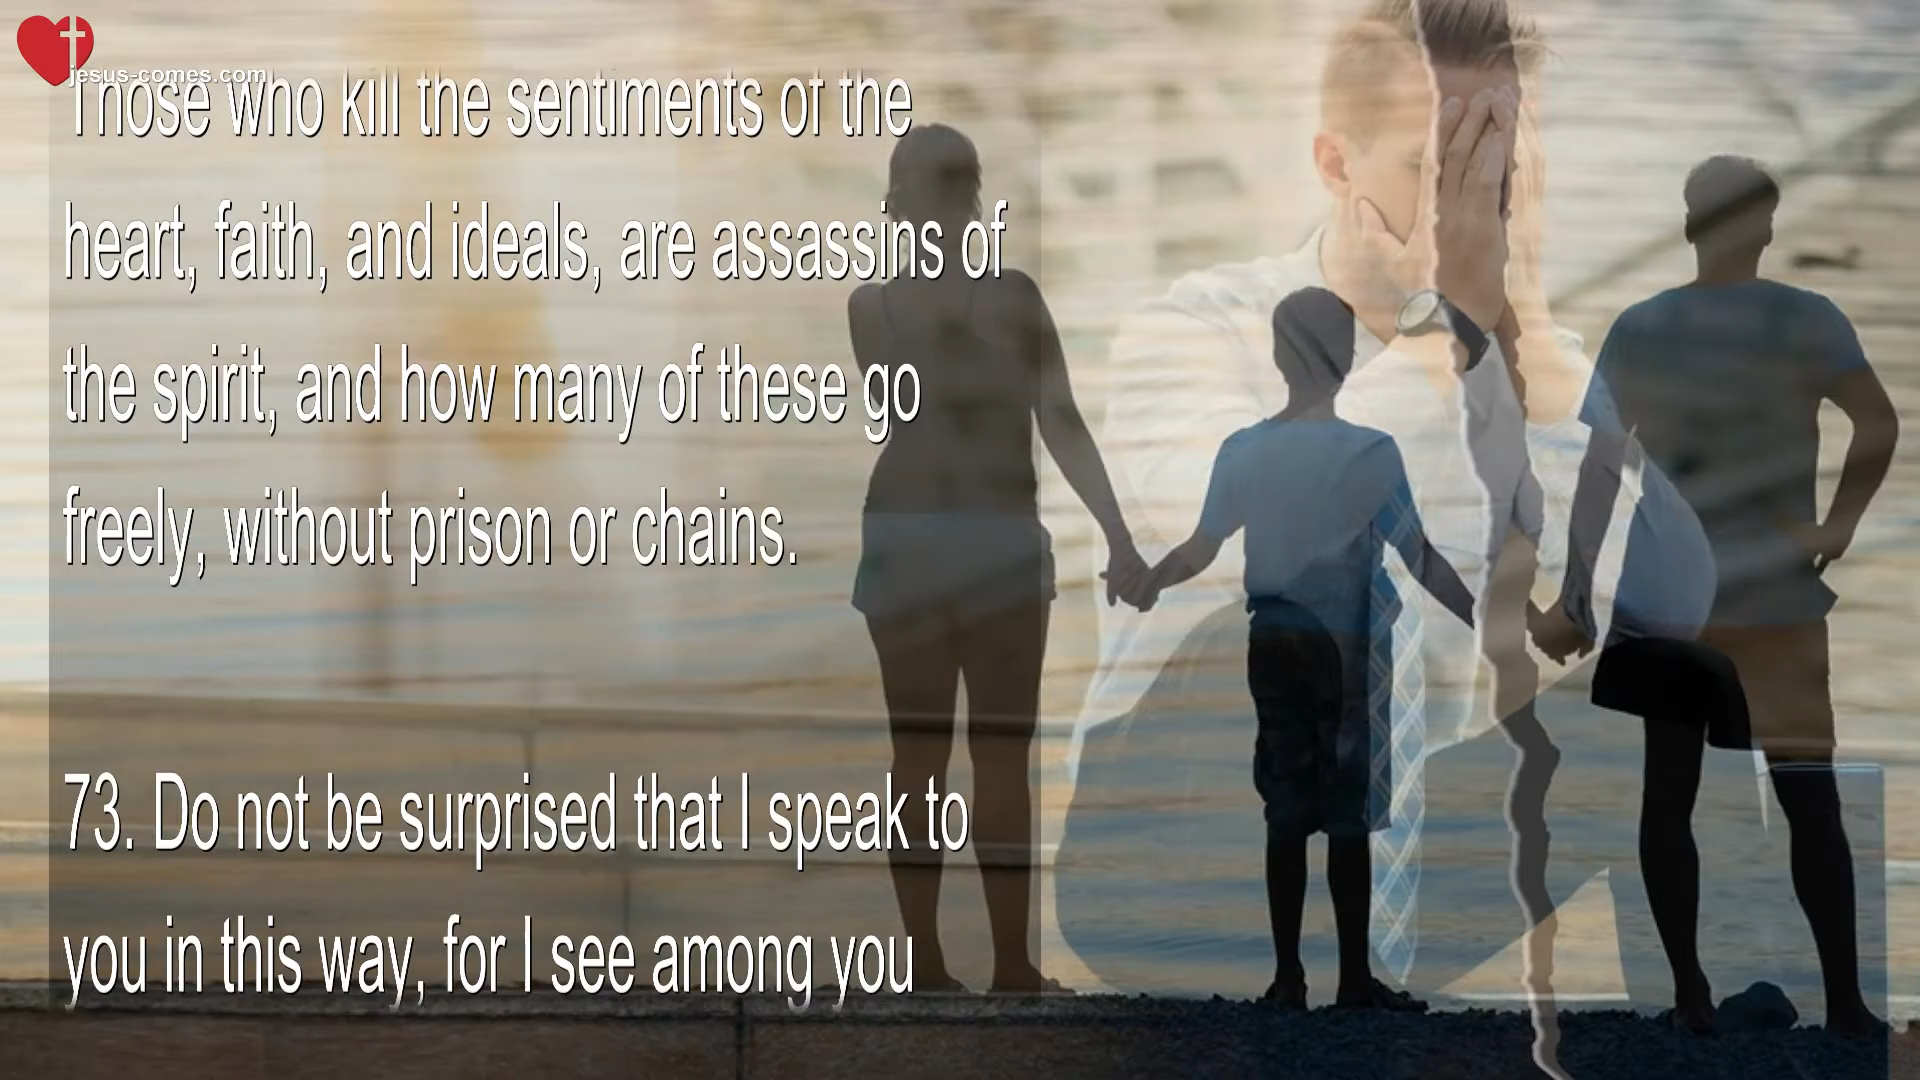 jesus-comes.com
Those who kill the sentiments of the
heart, faith, and ideals, are assassins of
the spirit, and how many of these go
freely, without prison or chains.
73. Do not be surprised that I speak to
you in this way, for I see among you